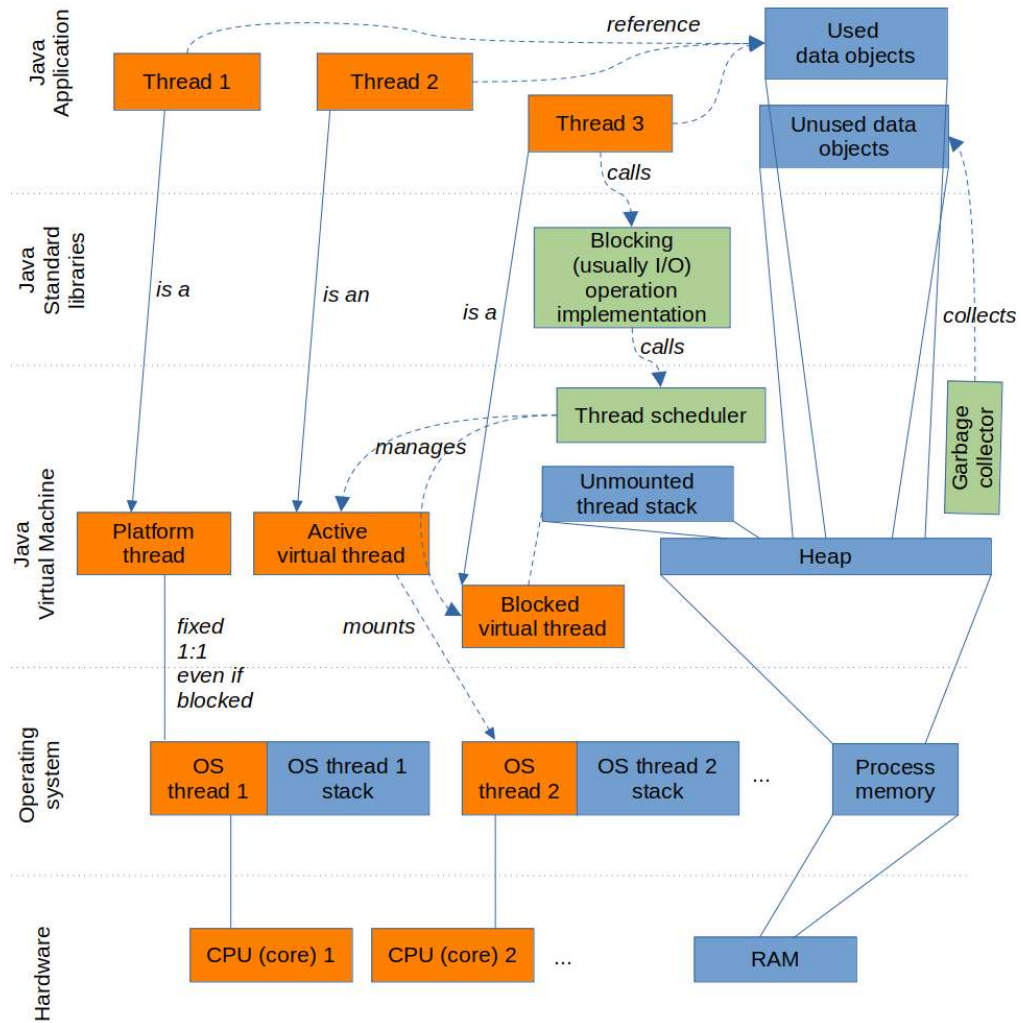 Java
Application
Thread 1
Thread 2
reference
Used
data objects
Thread 3
Unused data
objects
calls
Java
Standard
libraries
is a
is an
is a
Blocking
(usually I/O)
operation
implementation
collects
calls
Java
Virtual Machine
Thread scheduler
manages
Garbage
collector
Unmounted
thread stack
Platform
thread
Active
virtual thread
Heap
Blocked
virtual thread
fixed
1:1
even if
blocked
mounts
Operating
system
OS
thread 1
OS thread 1
stack
OS
thread 2
OS thread 2
stack
...
Process
memory
Hardware
CPU (core) 1
CPU (core) 2
...
RAM